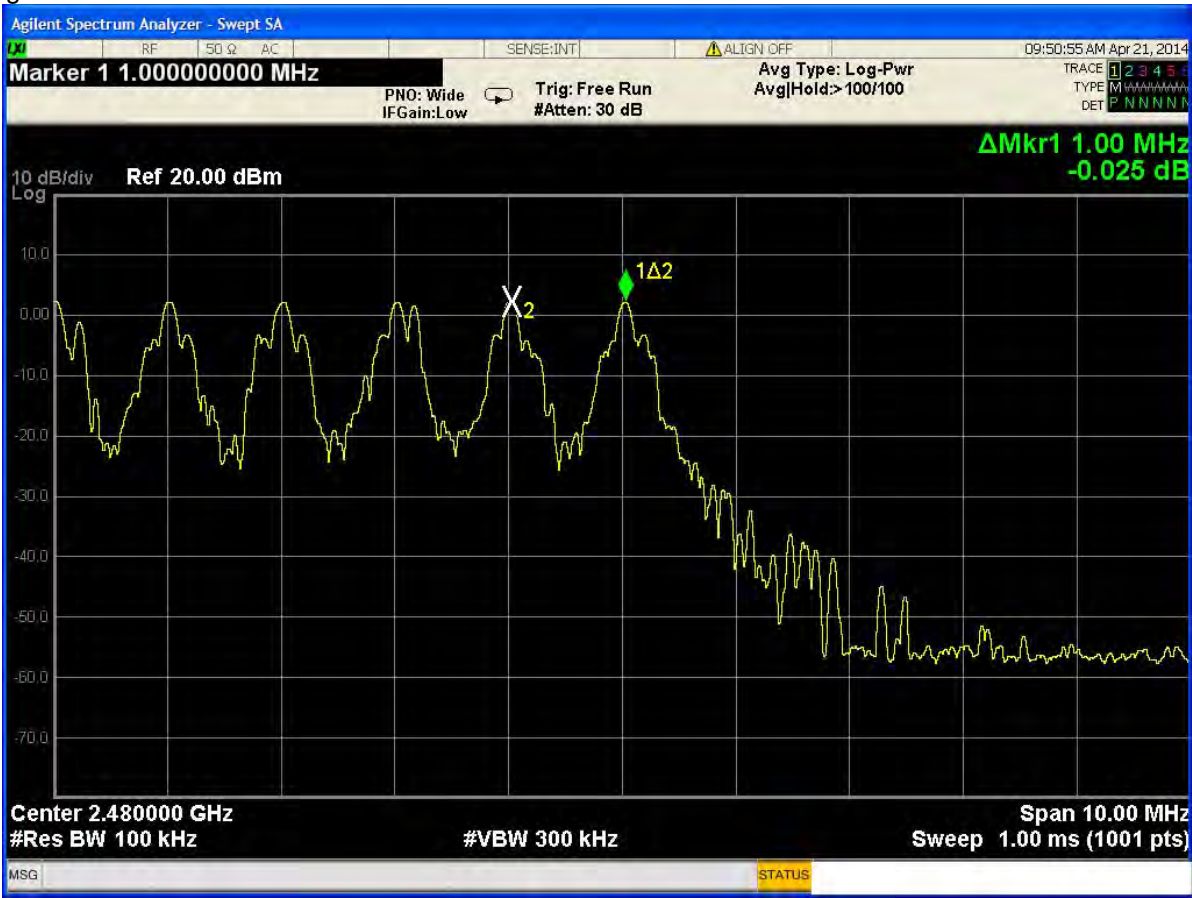 Agilent Spectrum Analyzer - Swept SA
LXI RF 50 Ω AC SENSE:INT ALIGN OFF 09:50:55 AM Apr 21, 2014
Marker 1 1.000000000 MHz
PNO: Wide
IFGain:Low
Trig: Free Run
#Atten: 30 dB
Avg Type: Log-Pwr
Avg|Hold:>100/100
TRACE 1 2 3 4 5 6
TYPE M
DET P N N N N N
ΔMkr1 1.00 MHz
-0.025 dB
10 dB/div Ref 20.00 dBm
Log
10.0
1Δ2
0.00
X2
-10.0
-20.0
-30.0
-40.0
-50.0
-60.0
-70.0
Center 2.480000 GHz Span 10.00 MHz
#Res BW 100 kHz #VBW 300 kHz Sweep 1.00 ms (1001 pts)
MSG STATUS